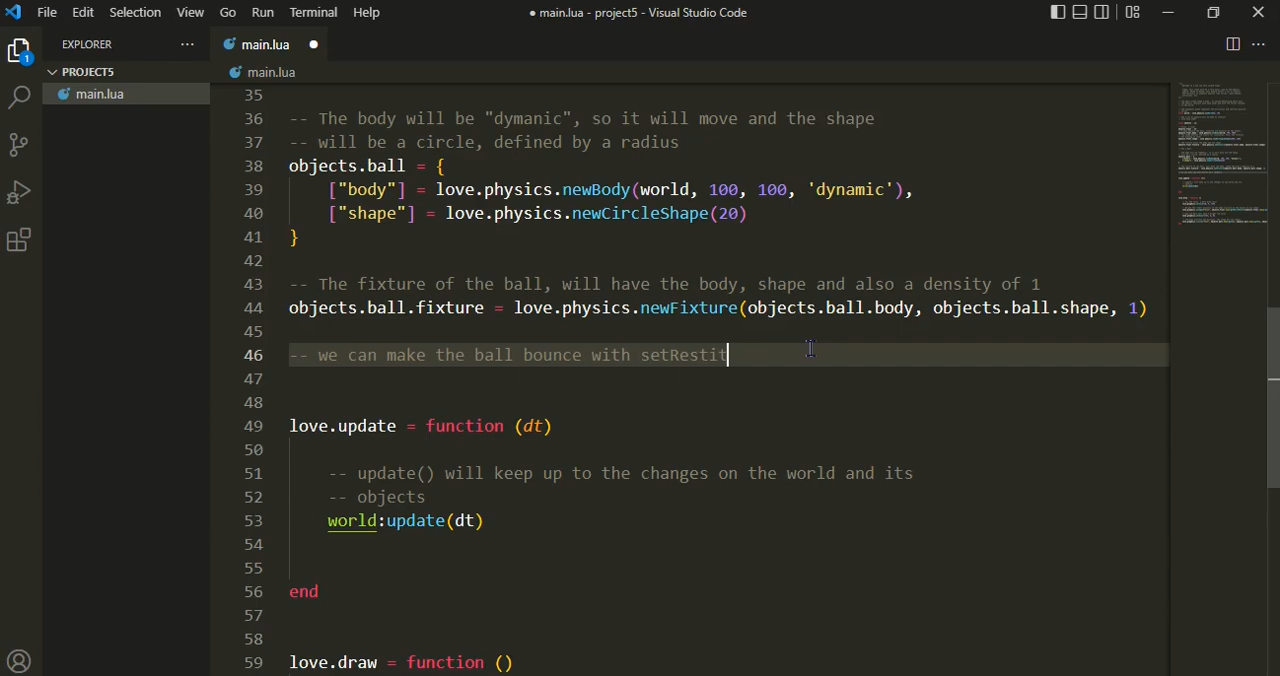 File Edit Selection View Go Run Terminal Help
● main.lua - project5 - Visual Studio Code
EXPLORER
main.lua
PROJECT5
main.lua
main.lua
1
35
36 -- The body will be "dymanic", so it will move and the shape
37 -- will be a circle, defined by a radius
38 objects.ball = {
39 ["body"] = love.physics.newBody(world, 100, 100, 'dynamic'),
40 ["shape"] = love.physics.newCircleShape(20)
41 }
42
43 -- The fixture of the ball, will have the body, shape and also a density of 1
44 objects.ball.fixture = love.physics.newFixture(objects.ball.body, objects.ball.shape, 1)
45
46 -- we can make the ball bounce with setRestit
47
48
49 love.update = function (dt)
50
51 -- update() will keep up to the changes on the world and its
52 -- objects
53 world:update(dt)
54
55
56 end
57
58
59 love.draw = function ()